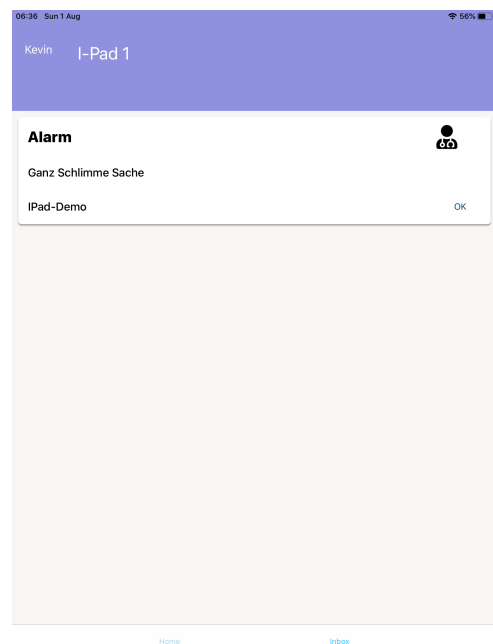 06:36 Sun 1 Aug 56%
Kevin I-Pad 1
Alarm
Ganz Schlimme Sache
IPad-Demo OK
Home Inbox